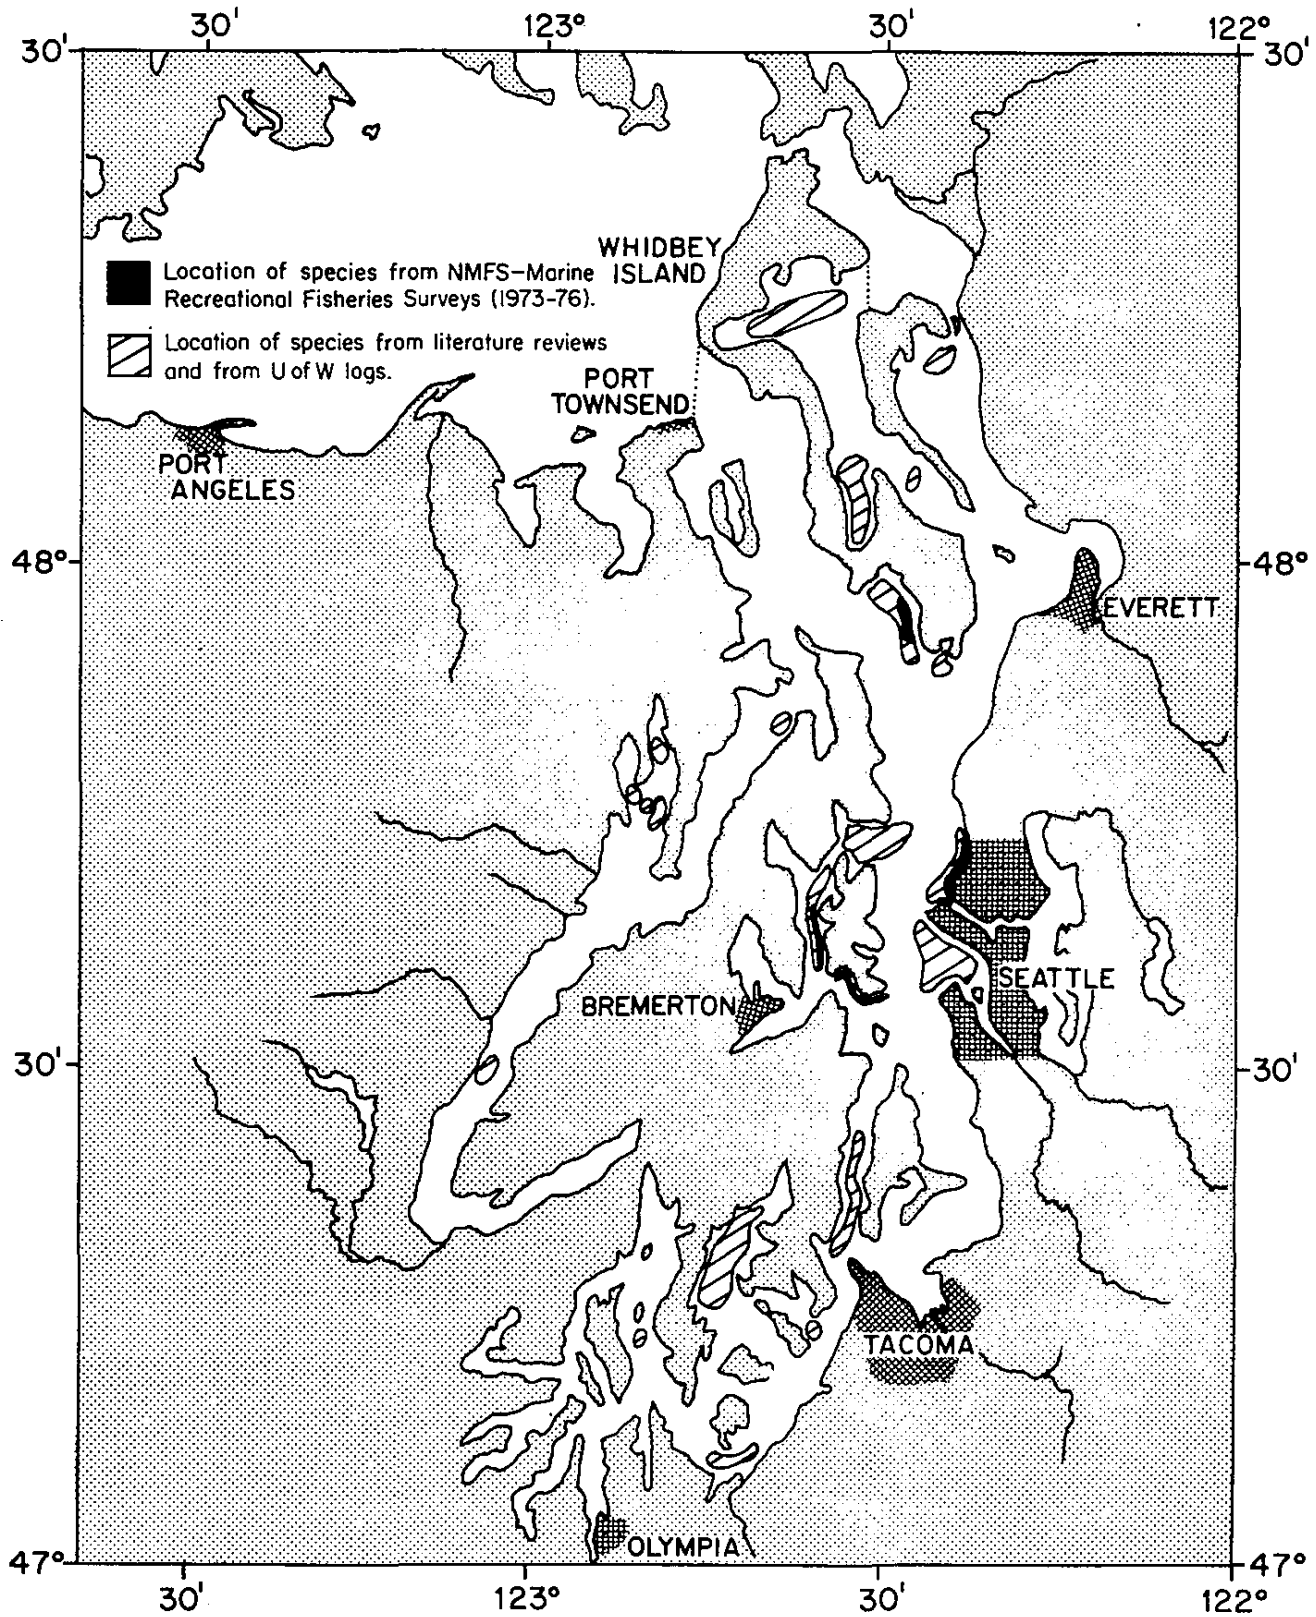 30' 123° 30' 122°
30' 30'
WHIDBEY
ISLAND
Location of species from NMFS-Marine
Recreational Fisheries Surveys (1973-76).
Location of species from literature reviews
and from U of W logs.
PORT
TOWNSEND
PORT
ANGELES
48° 48°
EVERETT
SEATTLE
BREMERTON
30' 30'
TACOMA
OLYMPIA
47° 47°
30' 123° 30' 122°